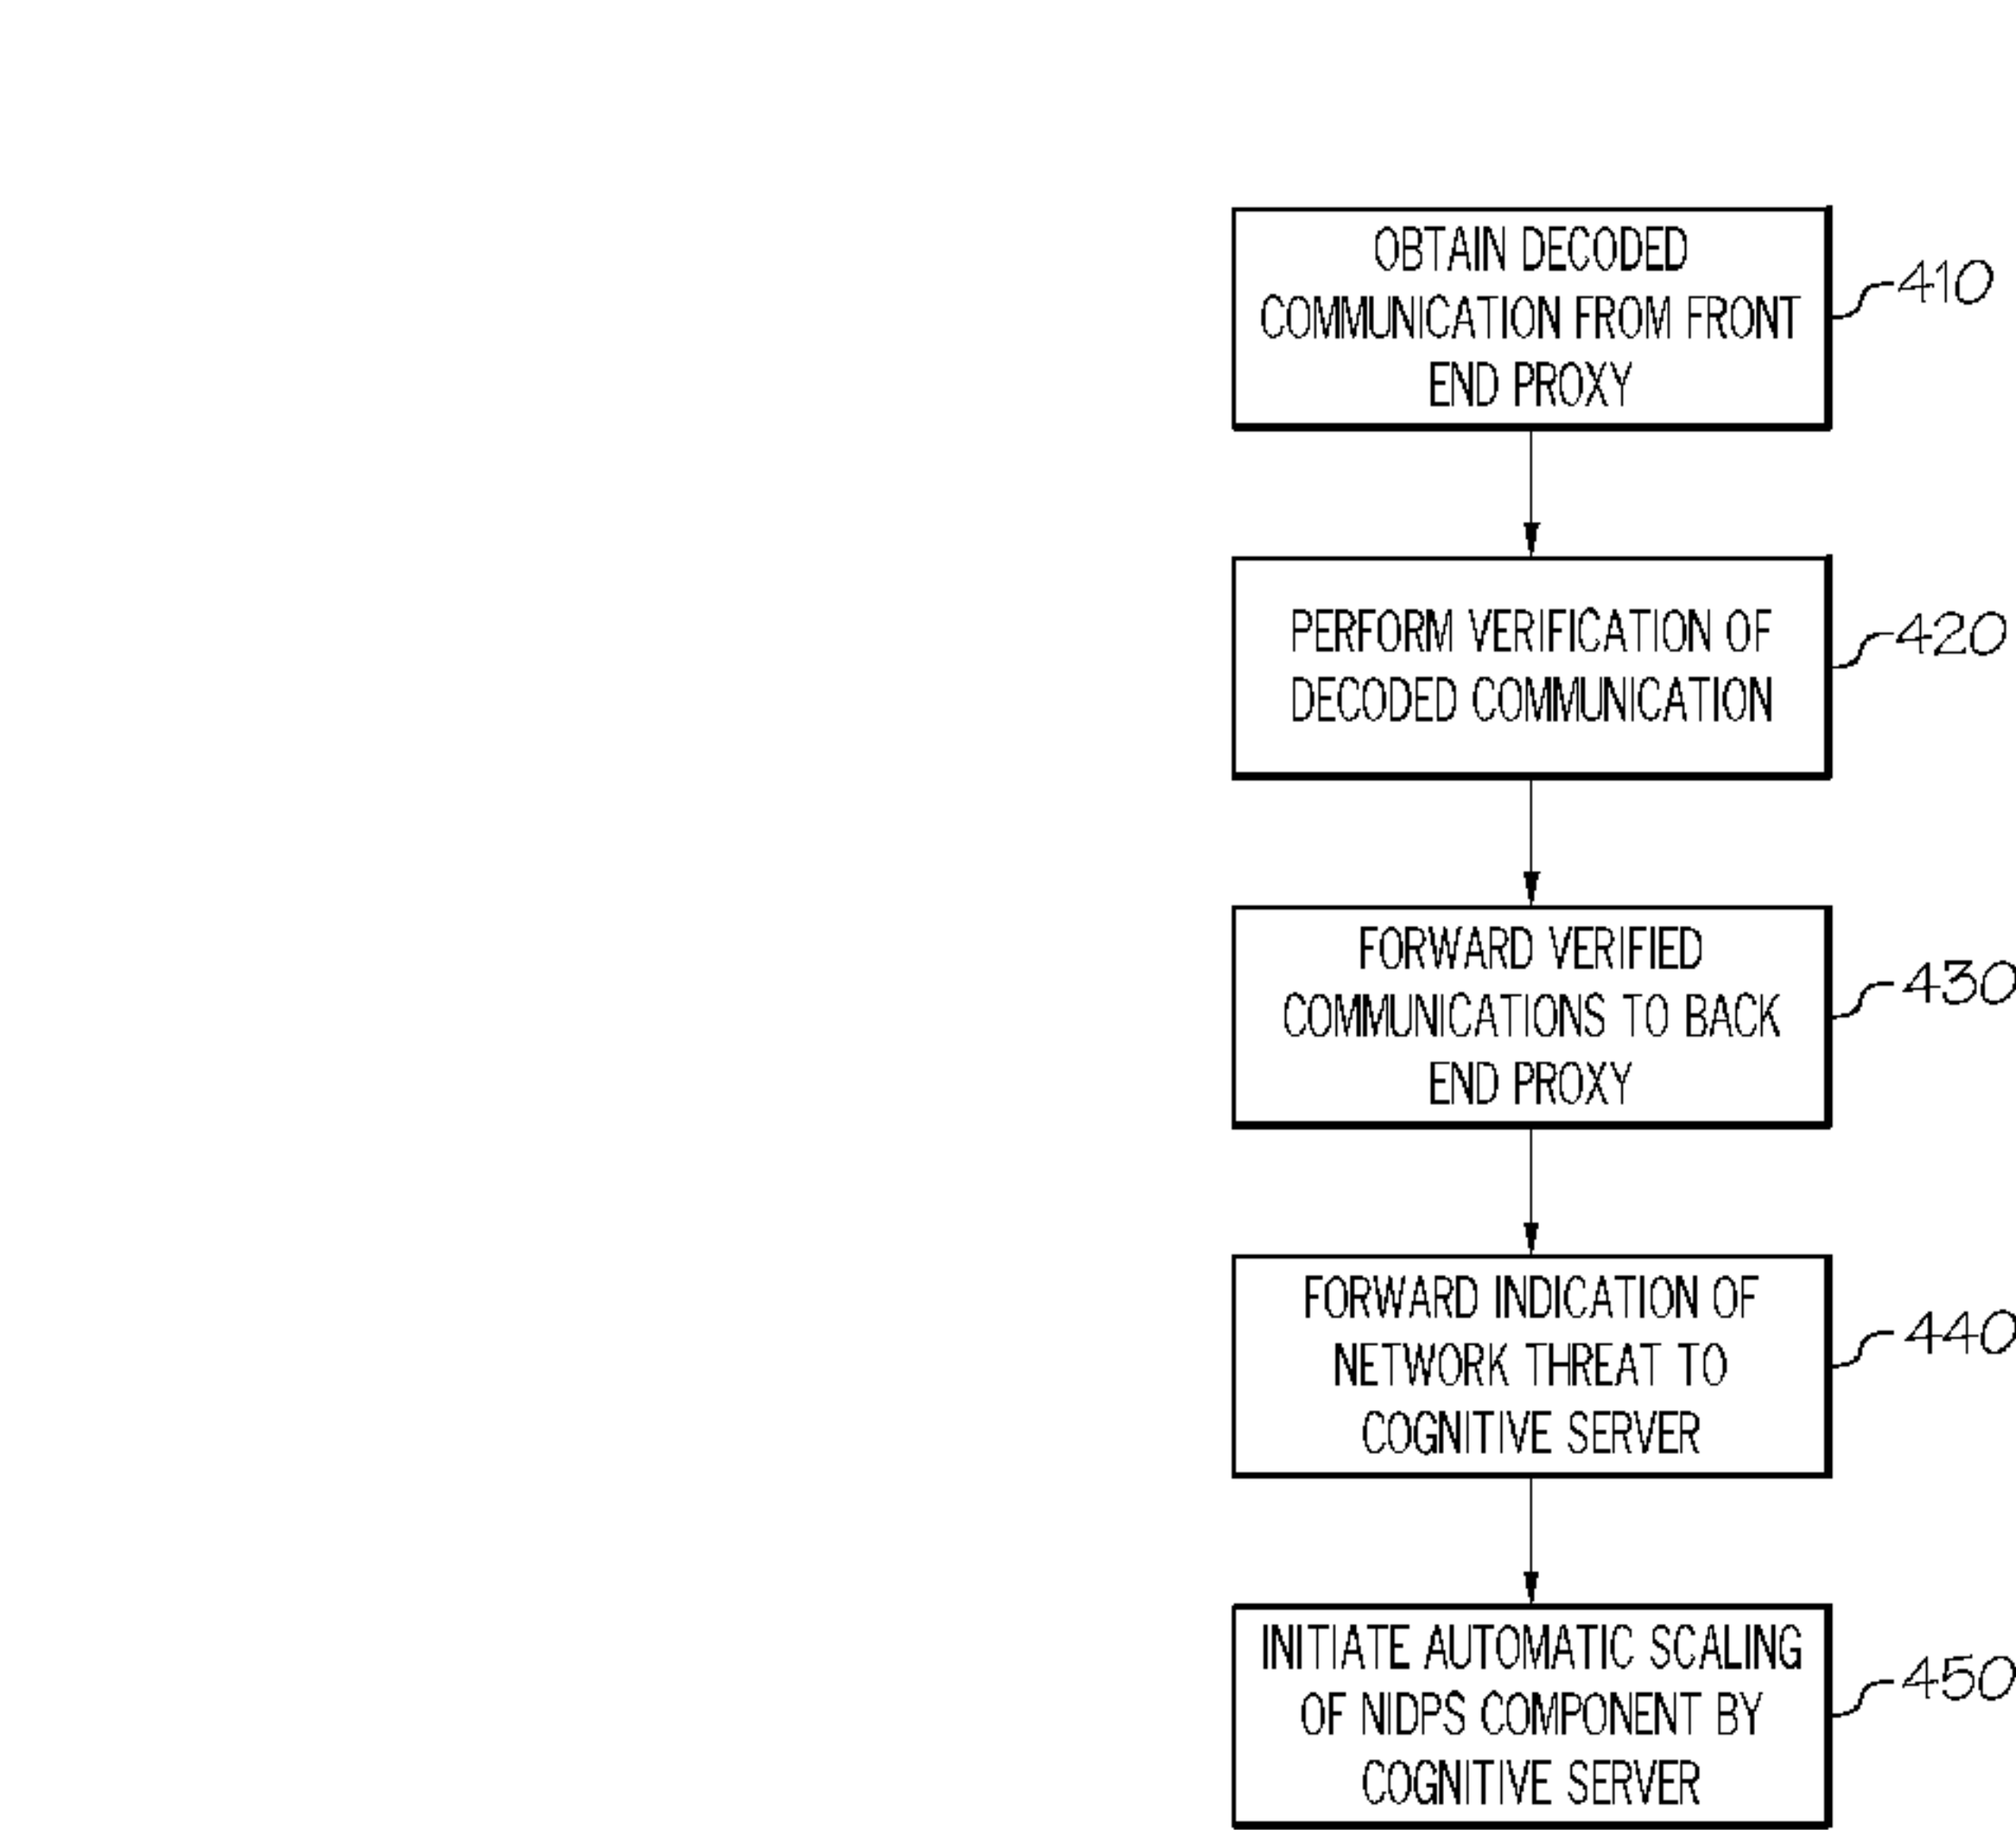 OBTAIN DECODED
COMMUNICATION FROM FRONT
END PROXY
410
PERFORM VERIFICATION OF
DECODED COMMUNICATION
420
FORWARD VERIFIED
COMMUNICATIONS TO BACK
END PROXY
430
FORWARD INDICATION OF
NETWORK THREAT TO
COGNITIVE SERVER
440
INITIATE AUTOMATIC SCALING
OF NIDPS COMPONENT BY
COGNITIVE SERVER
450